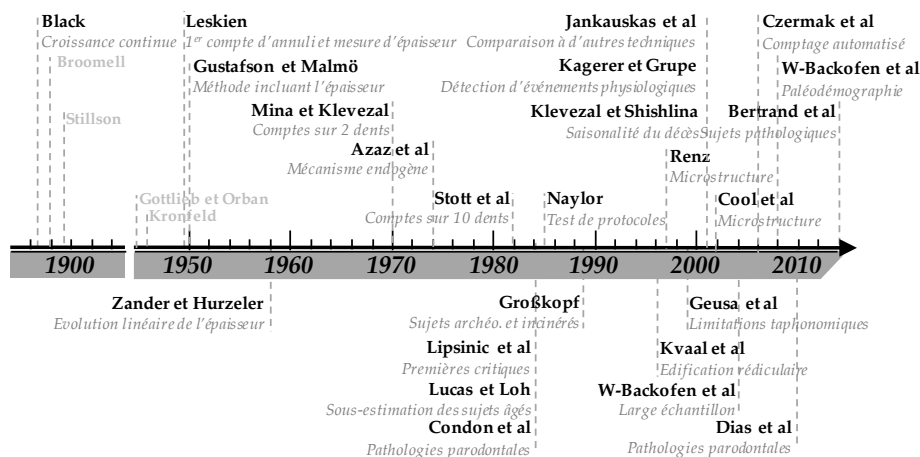 Black
Croissance continue
Broomell
Stillson
Gottlieb et Orban
Kronfeld
Leskien
1er compte d'annuli et mesure d'épaisseur
Gustafson et Malmö
Méthode incluant l'épaisseur
Mina et Klevezal
Comptes sur 2 dents
Azaz et al
Mécanisme endogène
Stott et al
Comptes sur 10 dents
Naylor
Test de protocoles
Jankauskas et al
Comparaison à d'autres techniques
Kagerer et Grupe
Détection d'événements physiologiques
Klevezal et Shishlina
Saisonalité du décès
Renz
Microstructure
Cool et al
Microstructure
Czermak et al
Comptage automatisé
W-Backofen et al
Paléodémographie
Bertrand et al
Sujets pathologiques
1900 1950 1960 1970 1980 1990 2000 2010
Zander et Hurzeler
Evolution linéaire de l'épaisseur
Großkopf
Sujets archéo. et incinérés
Lipsinic et al
Premières critiques
Lucas et Loh
Sous-estimation des sujets âgés
Condon et al
Pathologies parodontales
Geusa et al
Limitations taphonomiques
Kvaal et al
Edification rédiculaire
W-Backofen et al
Large échantillon
Dias et al
Pathologies parodontales